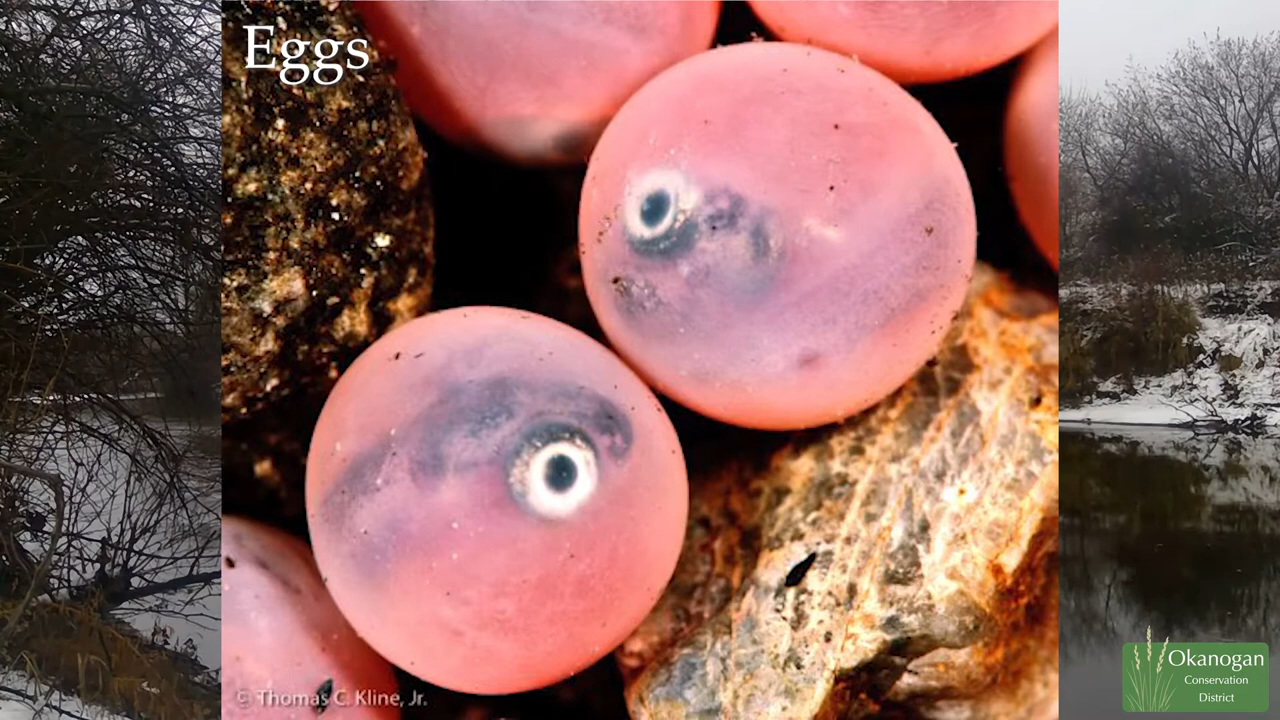 Eggs
© Thomas C. Kline, Jr.
Okanogan
Conservation
District